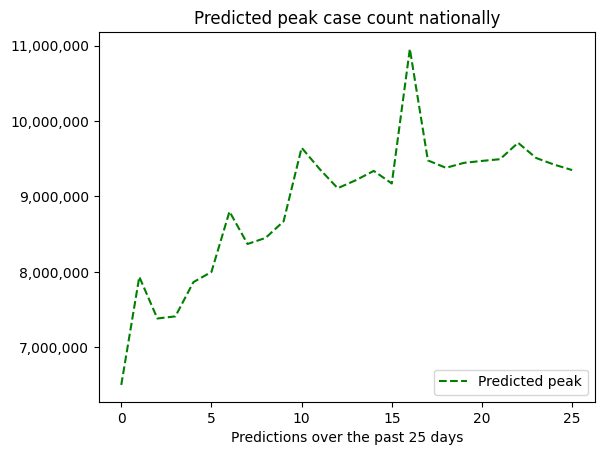 Predicted peak case count nationally
11,000,000
10,000,000
9,000,000
8,000,000
7,000,000
Predicted peak
0 5 10 15 20 25
Predictions over the past 25 days